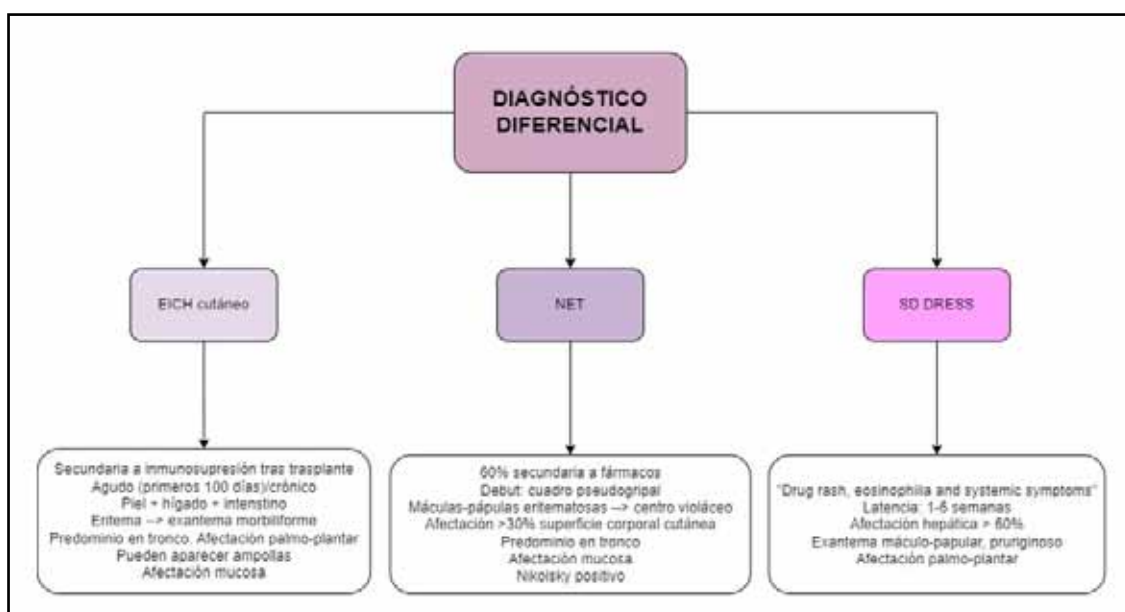 DIAGNÓSTICO
DIFERENCIAL
EICH cutáneo
NET
SD DRESS
Secundaria a inmunosupresión tras trasplante
Agudo (primeros 100 días)/crónico
Piel + hígado + intenstino
Eritema --> exantema morbiliforme
Predominio en tronco. Afectación palmo-plantar
Pueden aparecer ampollas
Afectación mucosa
60% secundaria a fármacos
Debut: cuadro pseudogripal
Máculas-pápulas eritematosas --> centro violáceo
Afectación >30% superficie corporal cutánea
Predominio en tronco
Afectación mucosa
Nikolsky positivo
"Drug rash, eosinophilia and systemic symptoms"
Latencia: 1-6 semanas
Afectación hepática > 60%
Exantema máculo-papular, pruriginoso
Afectación palmo-plantar